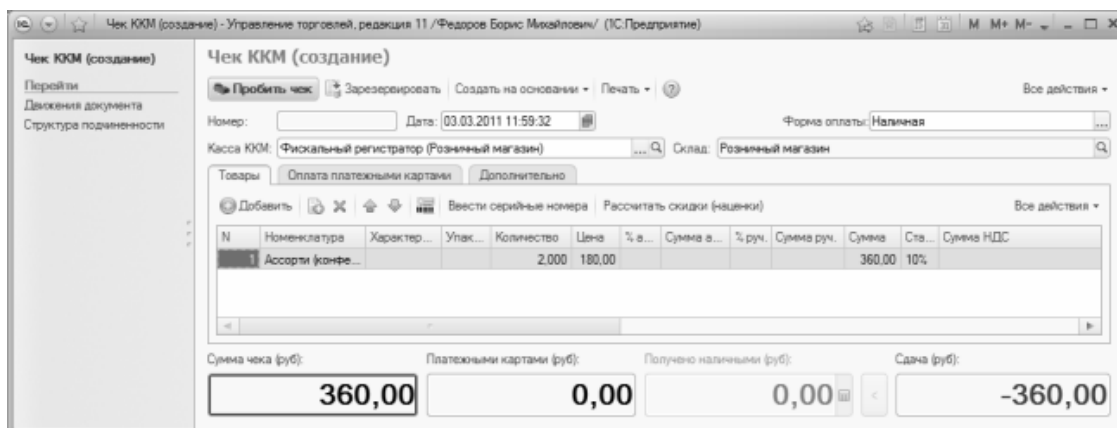 Чек ККМ (создание) - Управление торговлей, редакция 11 /Федоров Борис Михайлович/ (1С:Предприятие) M M+ M-
Чек ККМ (создание)
Перейти
Движения документа
Структура подчиненности
Чек ККМ (создание)
Пробить чек Зарезервировать Создать на основании Печать Все действия
Номер: Дата: 03.03.2011 11:59:32 Форма оплаты: Наличная ...
Касса ККМ: Фискальный регистратор (Розничный магазин) ... Склад: Розничный магазин
Товары Оплата платежными картами Дополнительно
Добавить Ввести серийные номера Рассчитать скидки (наценки) Все действия
N Номенклатура Характер... Упак... Количество Цена % а... Сумма а... % руч. Сумма руч. Сумма Ста... Сумма НДС
1 Ассорти (конфе... 2,000 180,00 360,00 10%
Сумма чека (руб): Платежными картами (руб): Получено наличными (руб): Сдача (руб):
360,00 0,00 0,00 < -360,00